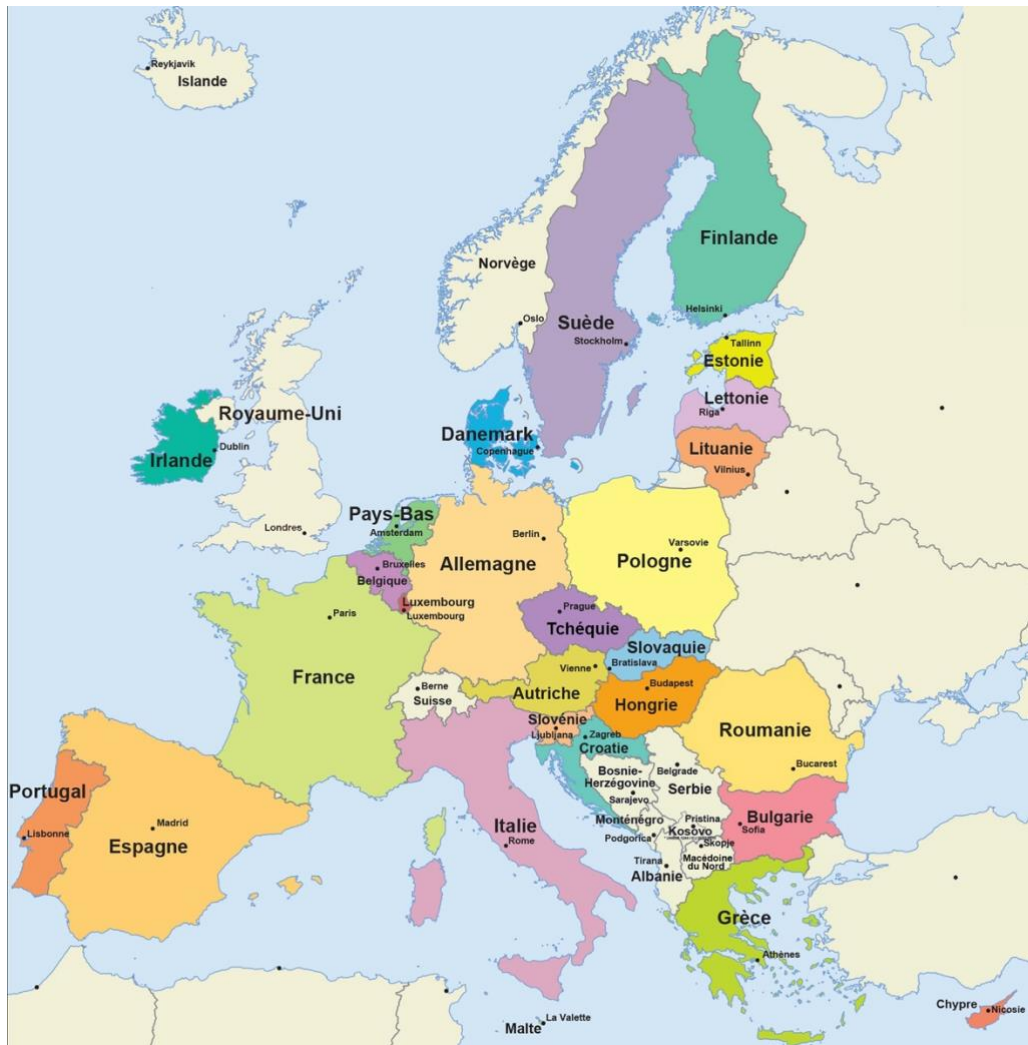 Reykjavik
Islande
Finlande
Norvège
Helsinki
Oslo
Suède
Stockholm
Tallinn
Estonie
Lettonie
Riga
Royaume-Uni
Danemark
Copenhague
Dublin
Irlande
Lituanie
Vilnius
Pays-Bas
Amsterdam
Londres
Berlin
Varsovie
Pologne
Allemagne
Bruxelles
Belgique
Luxembourg
Luxembourg
Paris
Prague
Tchéquie
Slovaquie
Vienne
Bratislava
France
Berne
Suisse
Autriche
Budapest
Hongrie
Slovénie
Ljubljana
Roumanie
Zagreb
Croatie
Bosnie-
Herzégovine
Sarajevo
Belgrade
Serbie
Bucarest
Portugal
Lisbonne
Madrid
Espagne
Italie
Rome
Monténégro
Podgorica
Pristina
Kosovo
Bulgarie
Sofia
Skopje
Macédoine
du Nord
Tirana
Albanie
Grèce
Athènes
La Valette
Malte
Chypre
Nicosie